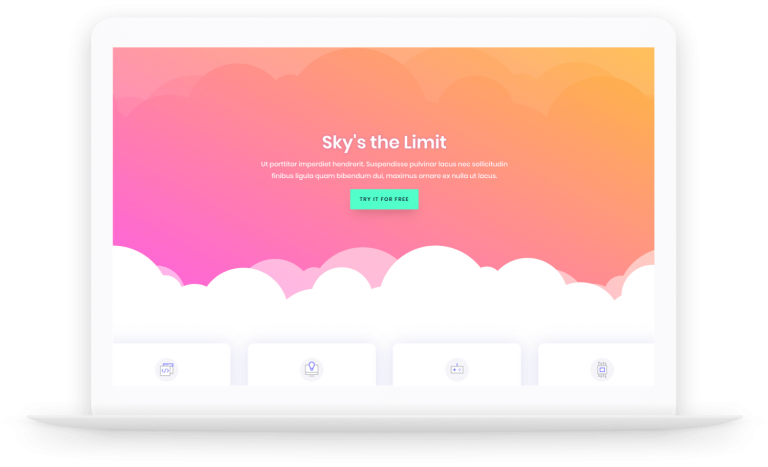 Sky's the Limit
Ut porttitor imperdiet hendrerit. Suspendisse pulvinar lacus nec sollicitudin
finibus ligula quam bibendum dui, maximus ornare ex nulla ut lacus.
TRY IT FOR FREE